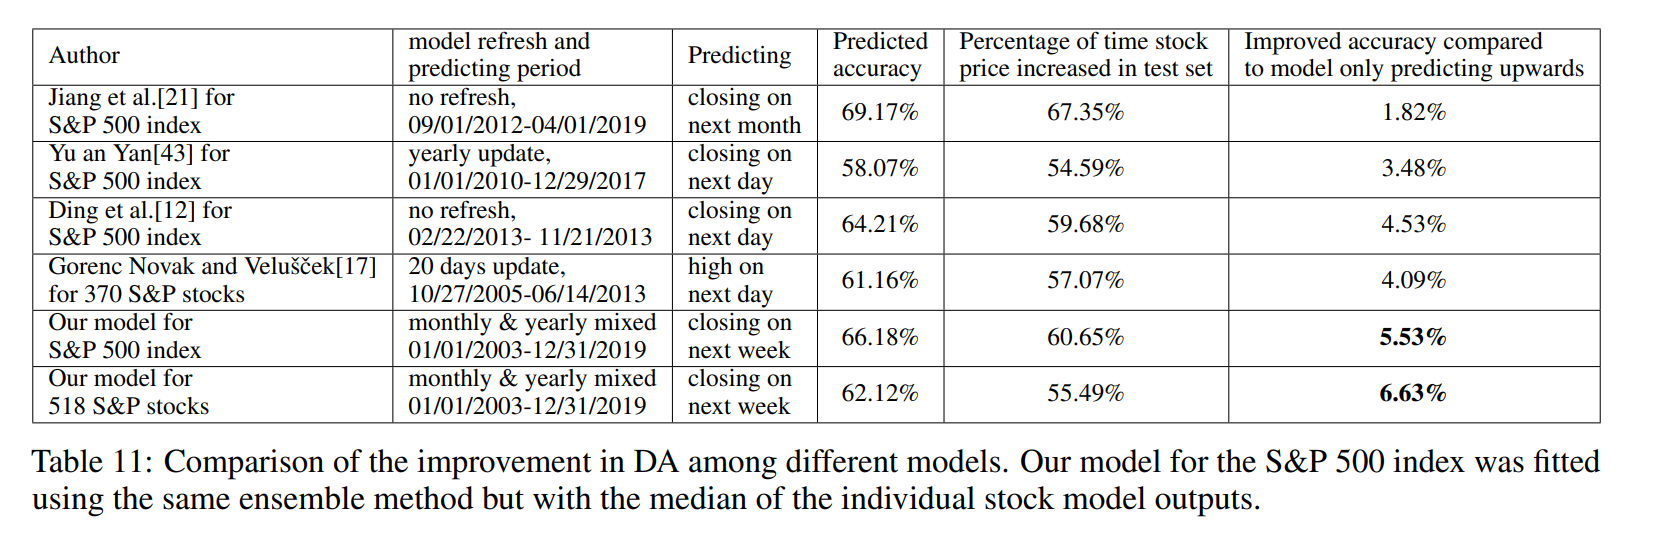 Author
model refresh and
predicting period
Predicting
Predicted
accuracy
Percentage of time stock
price increased in test set
Improved accuracy compared
to model only predicting upwards
Jiang et al.[21] for
S&P 500 index
no refresh,
09/01/2012-04/01/2019
closing on
next month
69.17%
67.35%
1.82%
Yu an Yan[43] for
S&P 500 index
yearly update,
01/01/2010-12/29/2017
closing on
next day
58.07%
54.59%
3.48%
Ding et al.[12] for
S&P 500 index
no refresh,
02/22/2013- 11/21/2013
closing on
next day
64.21%
59.68%
4.53%
Gorenc Novak and Velušček[17]
for 370 S&P stocks
20 days update,
10/27/2005-06/14/2013
high on
next day
61.16%
57.07%
4.09%
Our model for
S&P 500 index
monthly & yearly mixed
01/01/2003-12/31/2019
closing on
next week
66.18%
60.65%
5.53%
Our model for
518 S&P stocks
monthly & yearly mixed
01/01/2003-12/31/2019
closing on
next week
62.12%
55.49%
6.63%
Table 11: Comparison of the improvement in DA among different models. Our model for the S&P 500 index was fitted
using the same ensemble method but with the median of the individual stock model outputs.